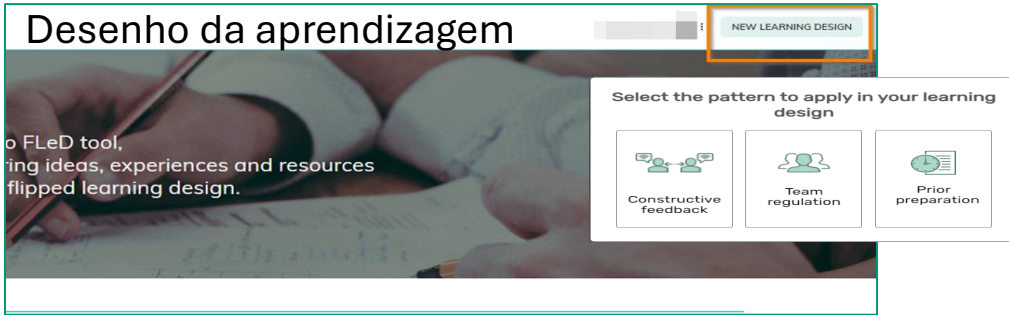 Desenho da aprendizagem
NEW LEARNING DESIGN
o FLeD tool,
ring ideas, experiences and resources
flipped learning design.
Select the pattern to apply in your learning
design
Constructive
feedback
Team
regulation
Prior
preparation